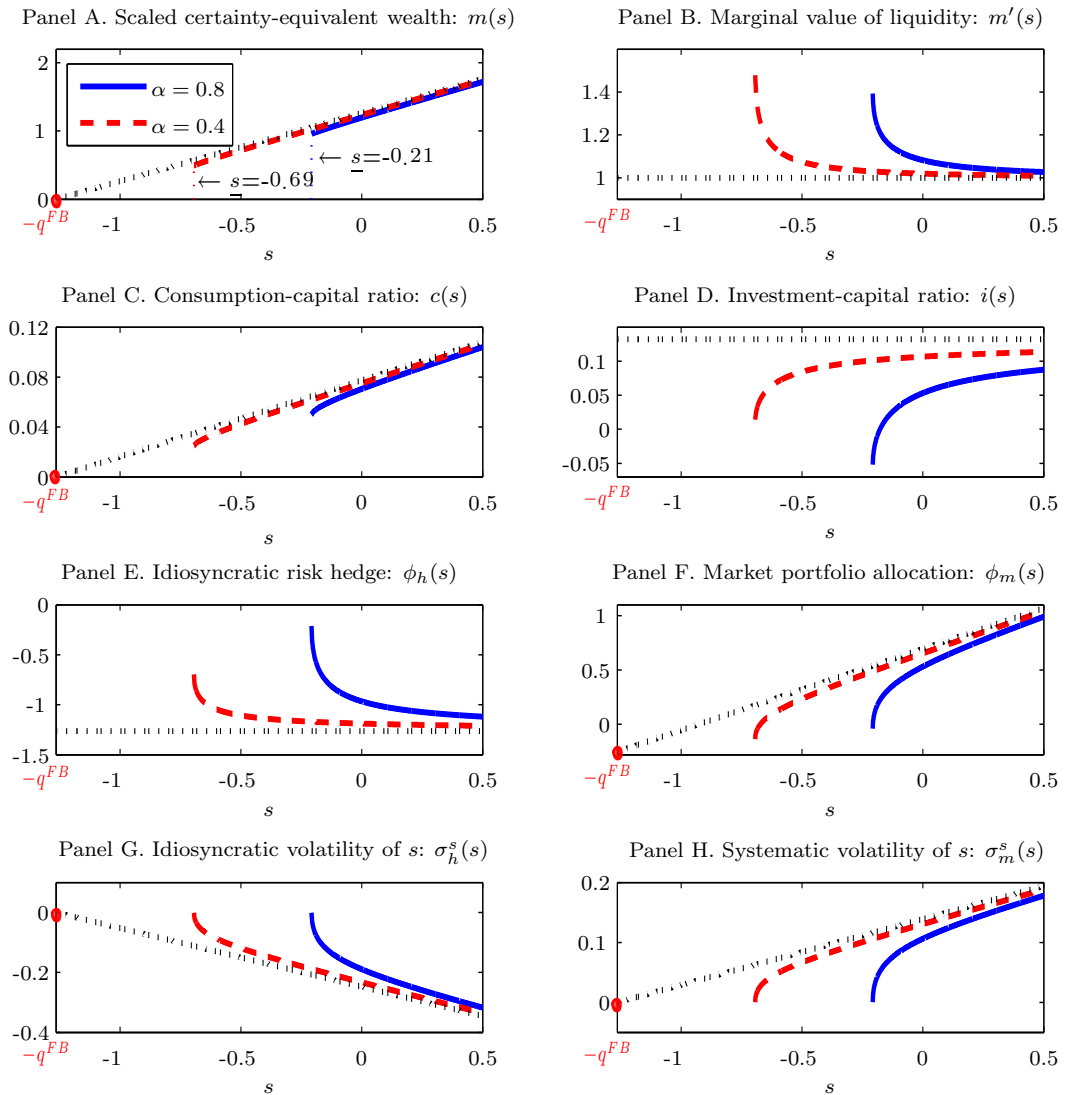 Panel A. Scaled certainty-equivalent wealth: m(s)
2
1
0
α = 0.8
α = 0.4
← s=-0.21
← s=-0.69
−q^{FB} -1 -0.5 0 0.5
s
Panel B. Marginal value of liquidity: m′(s)
1.4
1.2
1
−q^{FB} -1 -0.5 0 0.5
s
Panel C. Consumption-capital ratio: c(s)
0.12
0.08
0.04
0
−q^{FB} -1 -0.5 0 0.5
s
Panel D. Investment-capital ratio: i(s)
0.1
0.05
0
-0.05
−q^{FB} -1 -0.5 0 0.5
s
Panel E. Idiosyncratic risk hedge: ϕ_h(s)
0
-0.5
-1
-1.5
−q^{FB} -1 -0.5 0 0.5
s
Panel F. Market portfolio allocation: ϕ_m(s)
1
0.5
0
−q^{FB} -1 -0.5 0 0.5
s
Panel G. Idiosyncratic volatility of s: σ_h^s(s)
0
-0.2
-0.4
−q^{FB} -1 -0.5 0 0.5
s
Panel H. Systematic volatility of s: σ_m^s(s)
0.2
0.1
0
−q^{FB} -1 -0.5 0 0.5
s